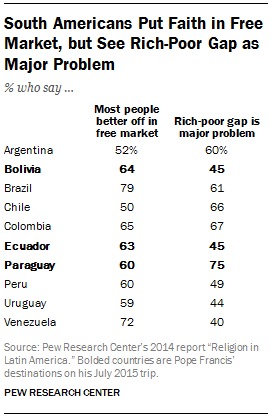 South Americans Put Faith in Free
Market, but See Rich-Poor Gap as
Major Problem
% who say ...
Most people better off in free market Rich-poor gap is major problem
Argentina 52% 60%
Bolivia 64 45
Brazil 79 61
Chile 50 66
Colombia 65 67
Ecuador 63 45
Paraguay 60 75
Peru 60 49
Uruguay 59 44
Venezuela 72 40
Source: Pew Research Center's 2014 report "Religion in
Latin America." Bolded countries are Pope Francis'
destinations on his July 2015 trip.
PEW RESEARCH CENTER